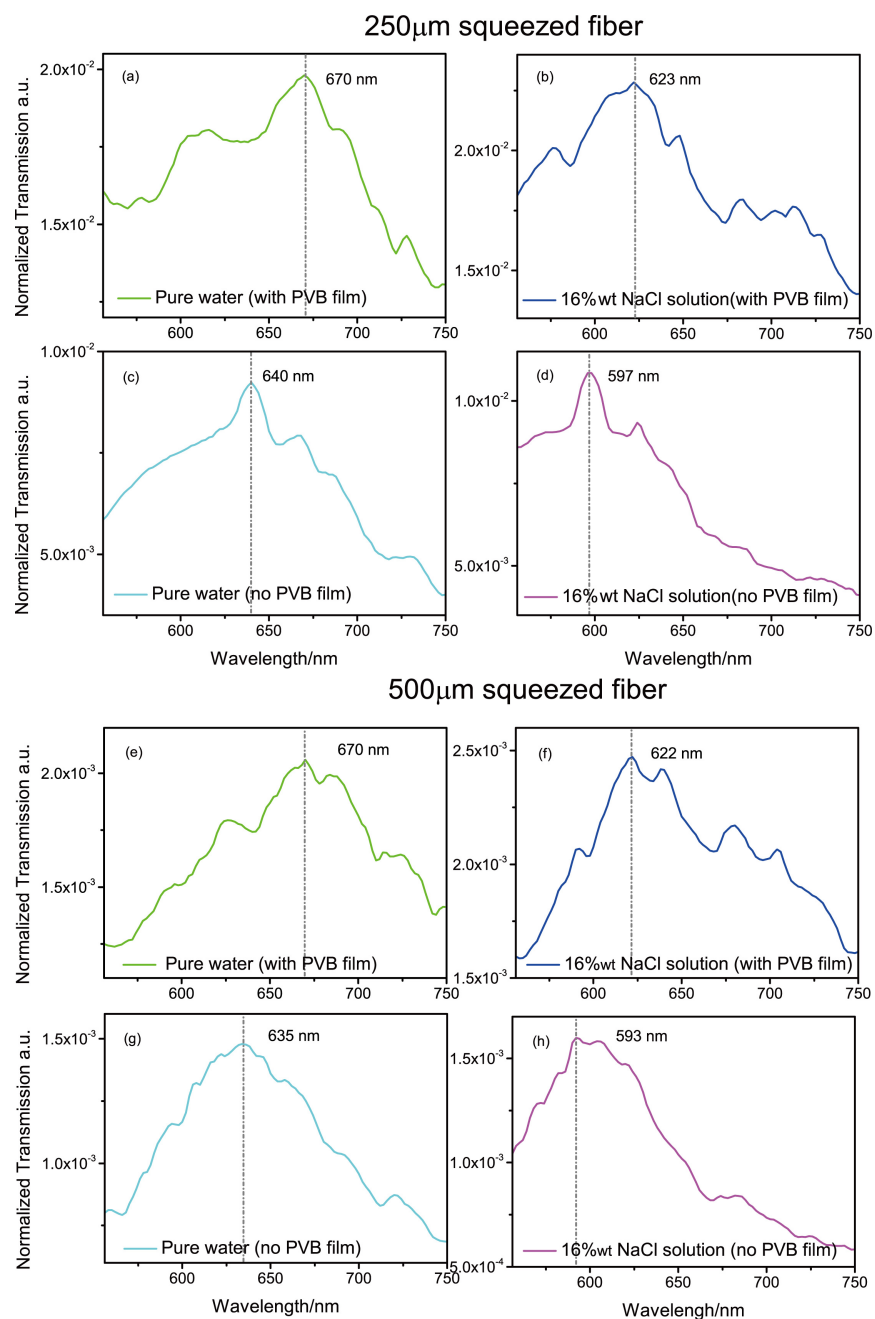 250μm squeezed fiber
Normalized Transmission a.u.
2.0x10⁻²
1.5x10⁻²
(a)
670 nm
Pure water (with PVB film)
600 650 700 750
2.0x10⁻²
1.5x10⁻²
(b)
623 nm
16%wt NaCl solution(with PVB film)
600 650 700 750
Normalized Transmission a.u.
1.0x10⁻²
5.0x10⁻³
(c)
640 nm
Pure water (no PVB film)
600 650 700 750
Wavelength/nm
1.0x10⁻²
5.0x10⁻³
(d)
597 nm
16%wt NaCl solution(no PVB film)
600 650 700 750
Wavelength/nm
500μm squeezed fiber
Normalized Transmission a.u.
2.0x10⁻³
1.5x10⁻³
(e)
670 nm
Pure water (with PVB film)
600 650 700 750
2.5x10⁻³
2.0x10⁻³
1.5x10⁻³
(f)
622 nm
16%wt NaCl solution (with PVB film)
600 650 700 750
Normalized Transmission a.u.
1.5x10⁻³
1.0x10⁻³
(g)
635 nm
Pure water (no PVB film)
600 650 700 750
Wavelength/nm
1.5x10⁻³
1.0x10⁻³
5.0x10⁻⁴
(h)
593 nm
16%wt NaCl solution (no PVB film)
600 650 700 750
Wavelegnth/nm